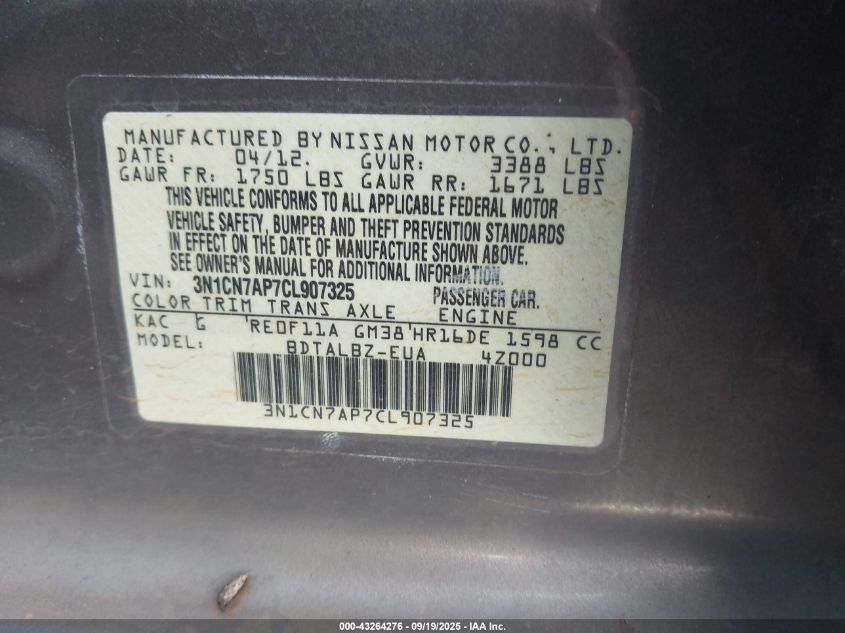 MANUFACTURED BY NISSAN MOTOR CO., LTD.
DATE: 04/12. GVWR: 3388 LBS
GAWR FR: 1750 LBS GAWR RR: 1671 LBS
THIS VEHICLE CONFORMS TO ALL APPLICABLE FEDERAL MOTOR
VEHICLE SAFETY, BUMPER AND THEFT PREVENTION STANDARDS
IN EFFECT ON THE DATE OF MANUFACTURE SHOWN ABOVE.
SEE OWNER'S MANUAL FOR ADDITIONAL INFORMATION.
VIN: 3N1CN7AP7CL907325 PASSENGER CAR.
COLOR TRIM TRANS AXLE ENGINE
KAC G 'RE0F11A GM38'HR16DE 1598 CC
MODEL: BDTALBZ-EUA 4Z000
3N1CN7AP7CL907325
000-43264276 - 09/19/2025 - IAA Inc.